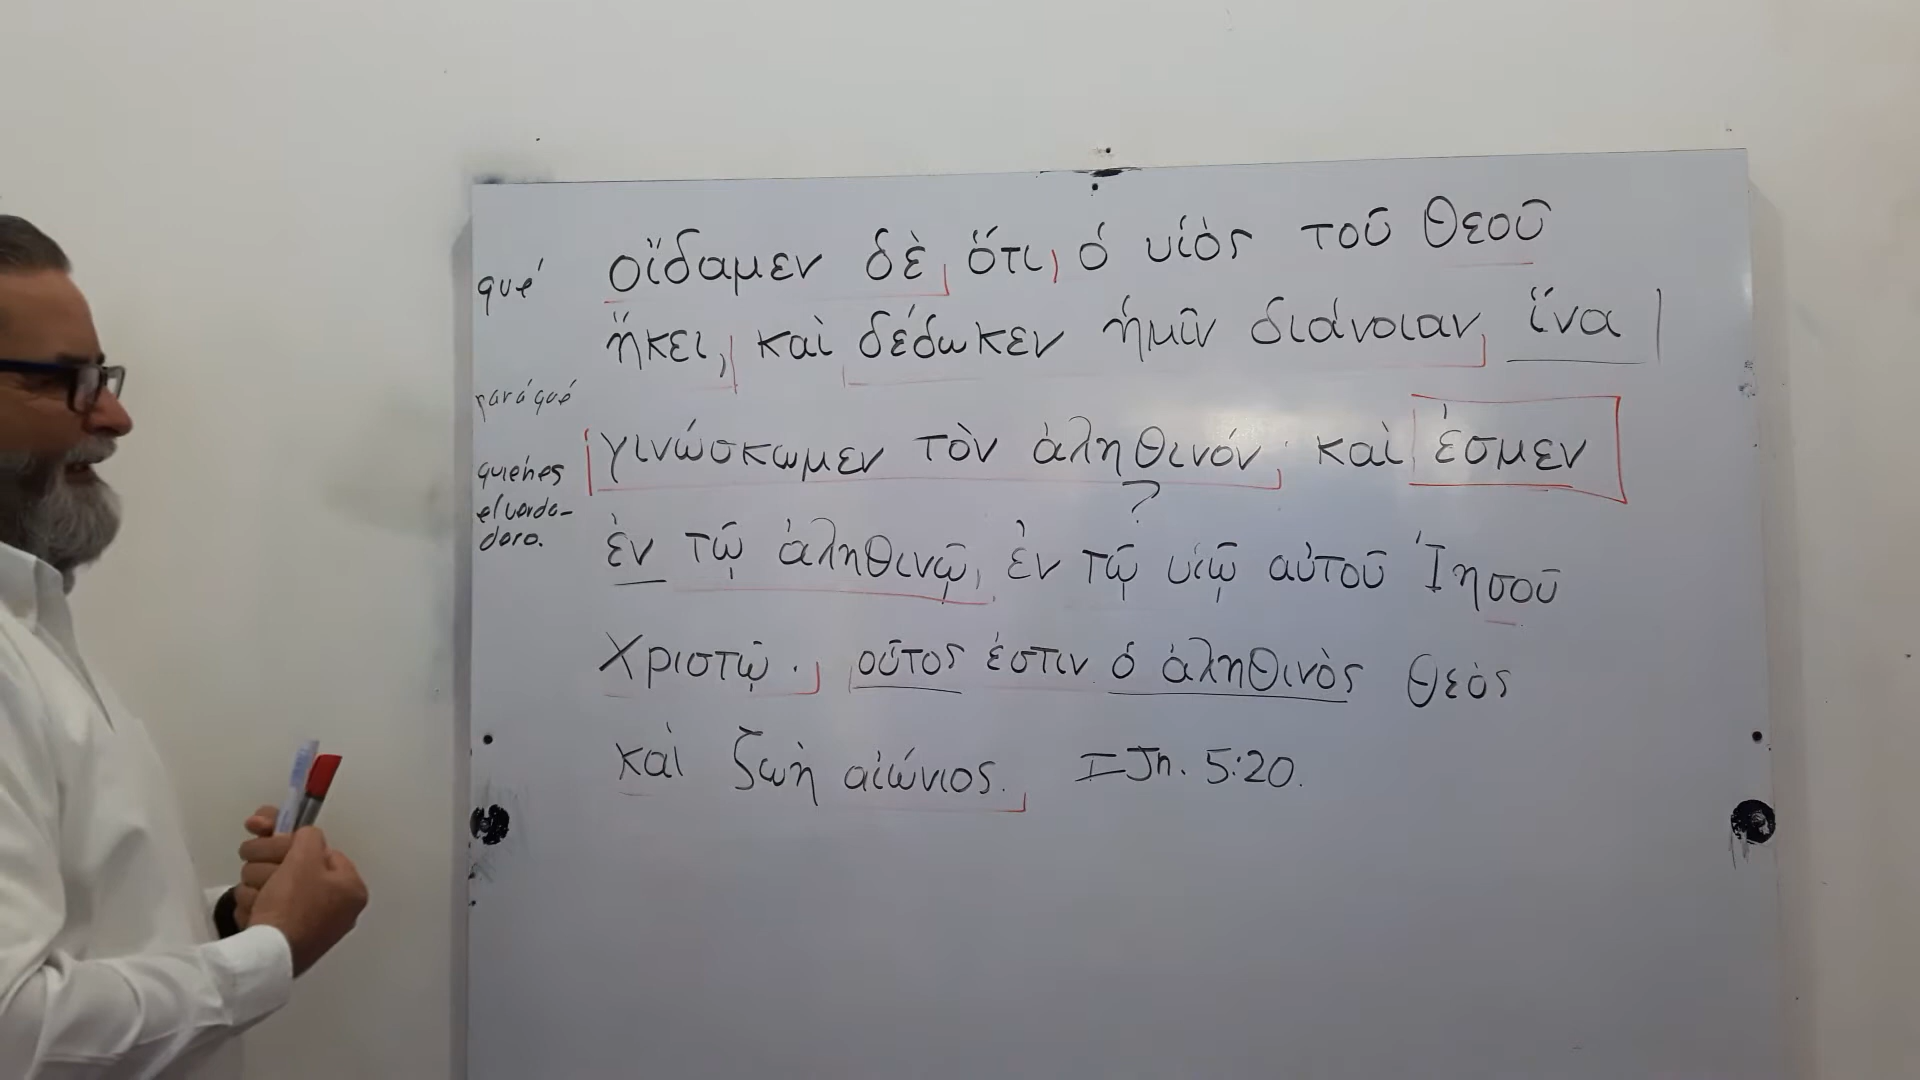 οἴδαμεν δὲ, ὅτι, ὁ υἱὸς τοῦ Θεοῦ
ἥκει, καὶ δέδωκεν ἡμῖν διάνοιαν, ἵνα
γινώσκωμεν τὸν ἀληθινόν· καὶ ἐσμεν
?
ἐν τῷ ἀληθινῷ, ἐν τῷ υἱῷ αὐτοῦ Ἰησοῦ
Χριστῷ. οὗτος ἐστιν ὁ ἀληθινὸς Θεὸς
καὶ ζωὴ αἰώνιος. I Jn. 5:20.
qué
para qué
quién es
el verda-
dero.